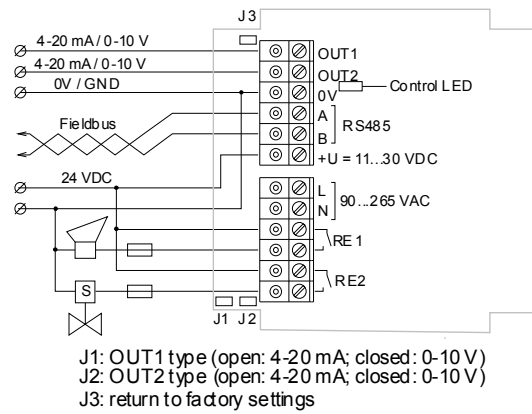 J3
4-20 mA / 0-10 V
OUT1
4-20 mA / 0-10 V
OUT2
0V / GND
0V
Control LED
Fieldbus
A
B
RS485
+U = 11...30 VDC
24 VDC
L
N
90...265 VAC
RE1
S
RE2
J1 J2
J1: OUT1 type (open: 4-20 mA; closed: 0-10 V)
J2: OUT2 type (open: 4-20 mA; closed: 0-10 V)
J3: return to factory settings